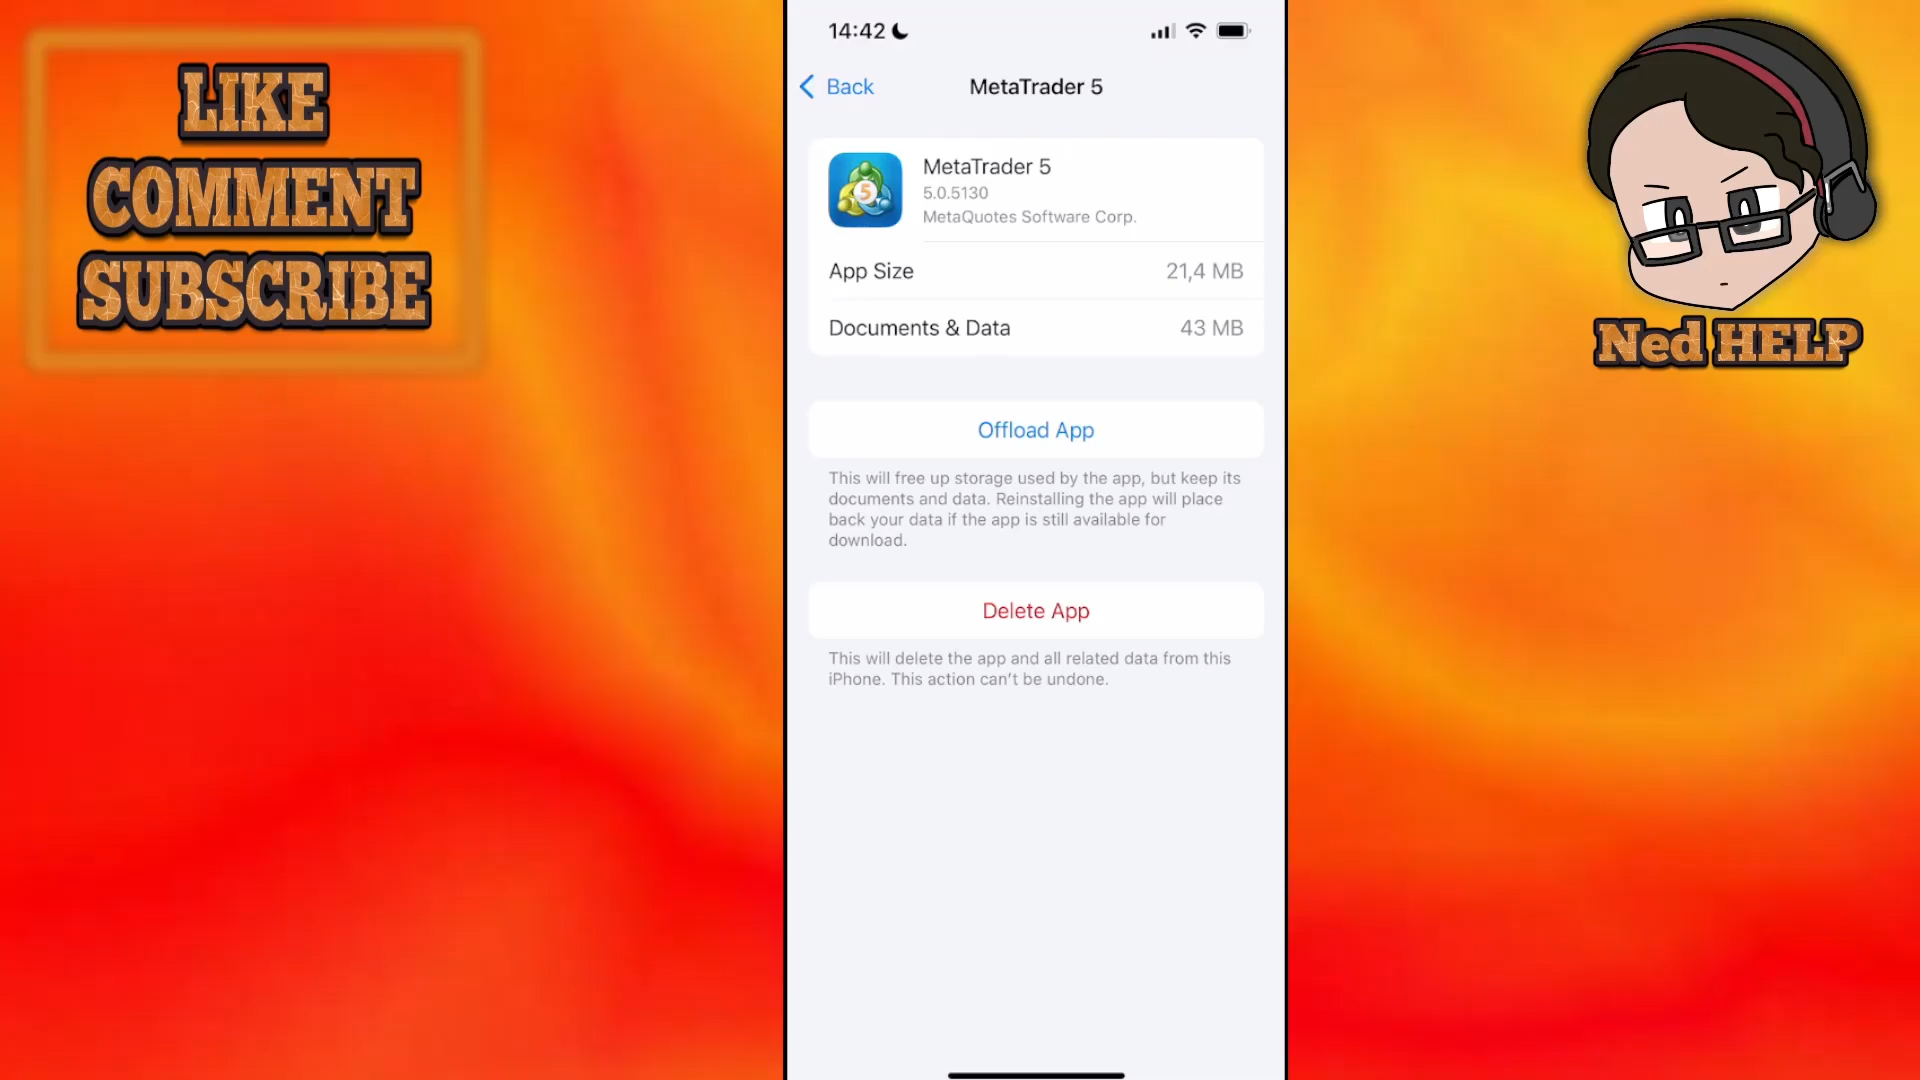 LIKE
COMMENT
SUBSCRIBE
14:42
Back
MetaTrader 5
5
MetaTrader 5
5.0.5130
MetaQuotes Software Corp.
App Size
21,4 MB
Documents & Data
43 MB
Offload App
This will free up storage used by the app, but keep its
documents and data. Reinstalling the app will place
back your data if the app is still available for
download.
Delete App
This will delete the app and all related data from this
iPhone. This action can’t be undone.
Ned HELP